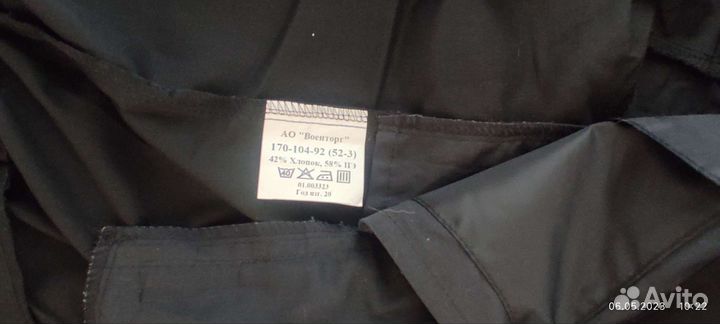 АО "Военторг"
170-104-92 (52-3)
42% Хлопок, 58% ПЭ
40
01.003323
Год изг. 20
Avito
06.05.2023 10:22